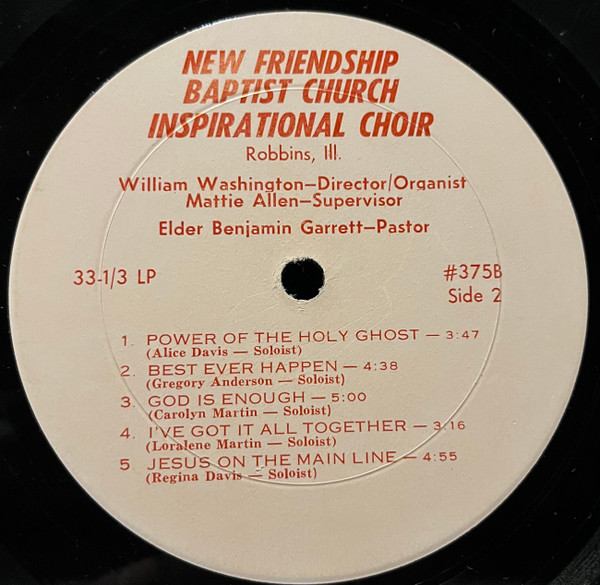 NEW FRIENDSHIP
BAPTIST CHURCH
INSPIRATIONAL CHOIR
Robbins, Ill.
William Washington—Director/Organist
Mattie Allen—Supervisor
Elder Benjamin Garrett—Pastor
33-1/3 LP
#375B
Side 2
1. POWER OF THE HOLY GHOST — 3:47
(Alice Davis — Soloist)
2. BEST EVER HAPPEN — 4:38
(Gregory Anderson — Soloist)
3. GOD IS ENOUGH — 5:00
(Carolyn Martin — Soloist)
4. I'VE GOT IT ALL TOGETHER — 3:16
(Loralene Martin — Soloist)
5 JESUS ON THE MAIN LINE — 4:55
(Regina Davis — Soloist)